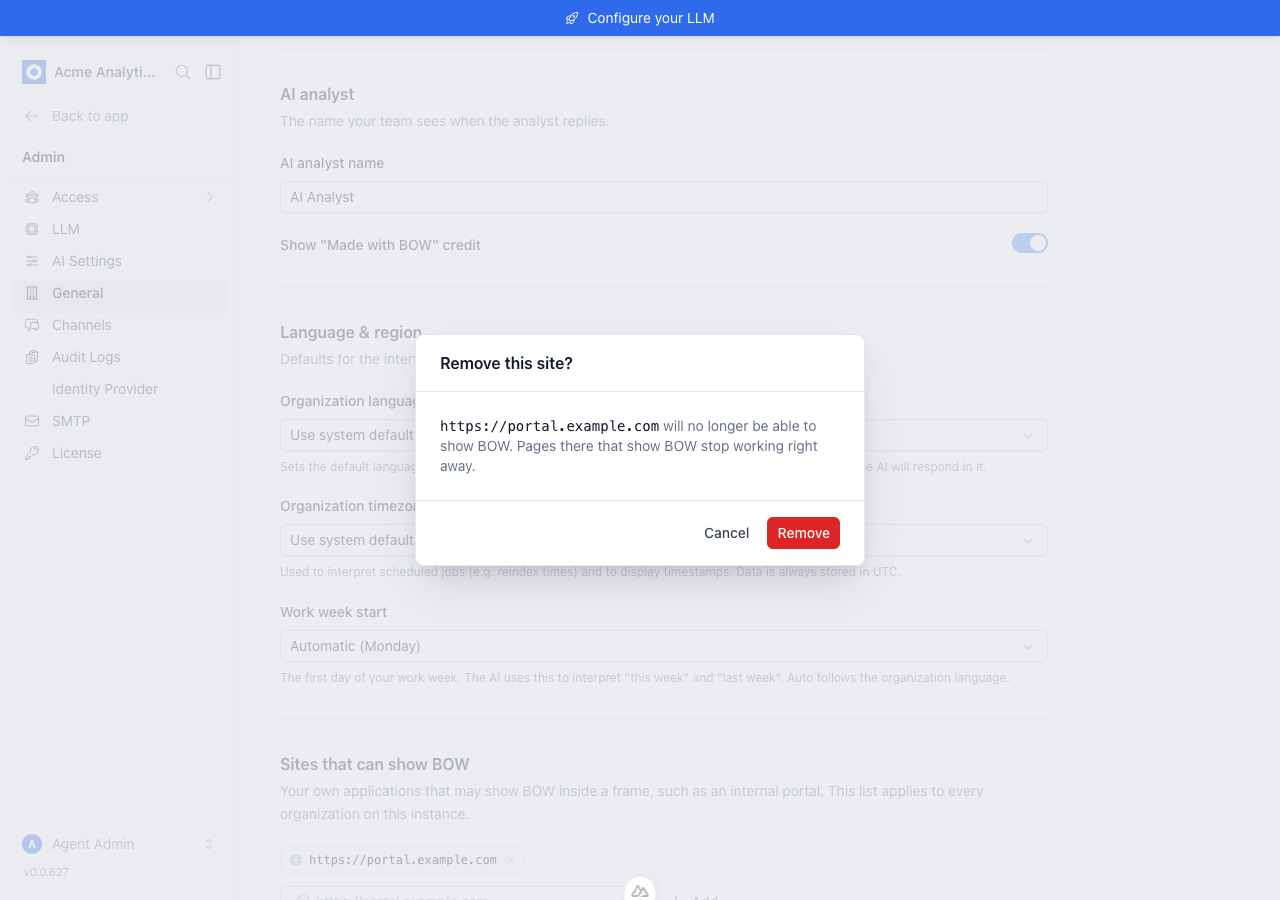 Configure your LLM
Acme Analyti...
Back to app
Admin
Access
LLM
AI Settings
General
Channels
Audit Logs
Identity Provider
SMTP
License
A
Agent Admin
v0.0.627
AI analyst
The name your team sees when the analyst replies.
AI analyst name
AI Analyst
Show "Made with BOW" credit
Language & region
Defaults for the
Organization
Use system default
Sets the default
AI will respond in it.
Organization
Use system default
Used to interpret scheduled jobs (e.g. reindex times) and to display timestamps. Data is always stored in UTC.
Work week start
Automatic (Monday)
The first day of your work week. The AI uses this to interpret "this week" and "last week". Auto follows the organization language.
Sites that can show BOW
Your own applications that may show BOW inside a frame, such as an internal portal. This list applies to every
organization on this instance.
https://portal.example.com ×
https://portal.example.com
Add
Remove this site?
https://portal.example.com will no longer be able to
show BOW. Pages there that show BOW stop working right
away.
Cancel
Remove